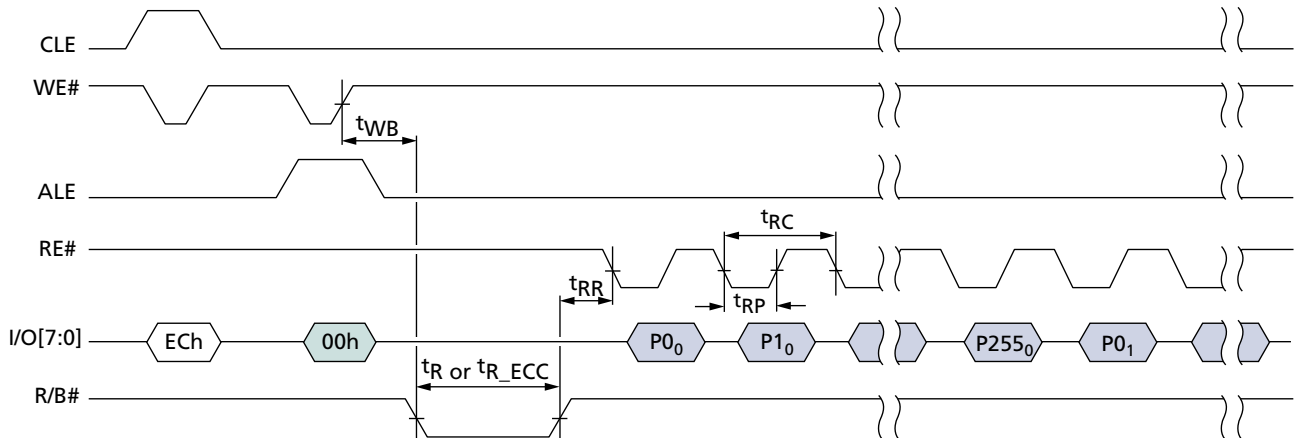 CLE
WE#
tWB
ALE
RE#
tRC
tRR
tRP
I/O[7:0]
ECh
00h
P0₀
P1₀
P255₀
P0₁
tR or tR_ECC
R/B#